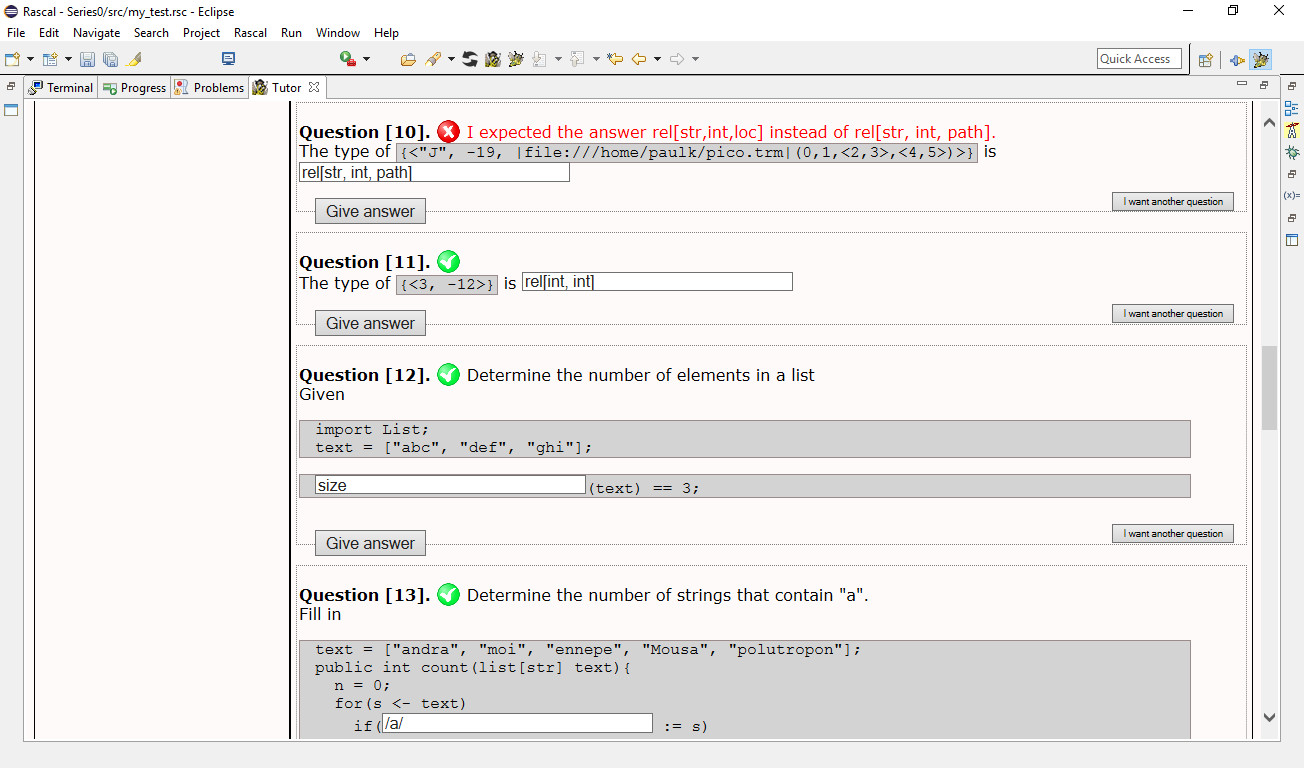 Rascal - Series0/src/my_test.rsc - Eclipse
File Edit Navigate Search Project Rascal Run Window Help
Quick Access
Terminal Progress Problems Tutor
Question [10]. I expected the answer rel[str,int,loc] instead of rel[str, int, path].
The type of {<"J", -19, |file:///home/paulk/pico.trm|(0,1,<2,3>,<4,5>)>} is
rel[str, int, path]
I want another question
Give answer
Question [11].
The type of {<3, -12>} is rel[int, int]
I want another question
Give answer
Question [12]. Determine the number of elements in a list
Given
import List;
text = ["abc", "def", "ghi"];
size (text) == 3;
I want another question
Give answer
Question [13]. Determine the number of strings that contain "a".
Fill in
text = ["andra", "moi", "ennepe", "Mousa", "polutropon"];
public int count(list[str] text){
n = 0;
for(s <- text)
if( /a/ := s)
(x)=